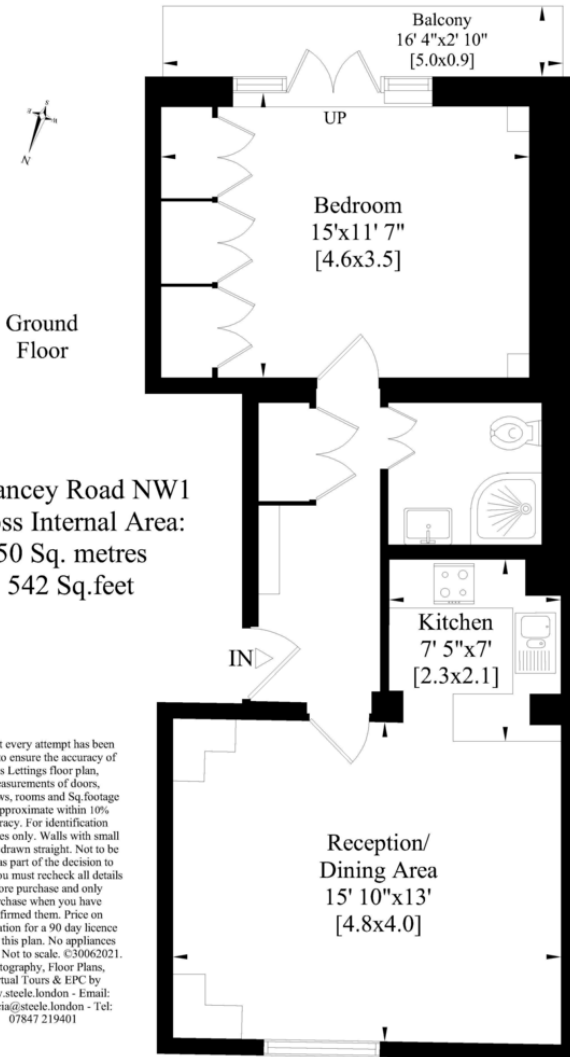 Balcony
16' 4"x2' 10"
[5.0x0.9]
UP
N
Bedroom
15'x11' 7"
[4.6x3.5]
Ground
Floor
ancey Road NW1
ss Internal Area:
50 Sq. metres
542 Sq.feet
Kitchen
7' 5"x7'
[2.3x2.1]
IN
t every attempt has been
to ensure the accuracy of
s Lettings floor plan,
easurements of doors,
ws, rooms and Sq.footage
pproximate within 10%
racy. For identification
es only. Walls with small
drawn straight. Not to be
as part of the decision to
ou must recheck all details
ore purchase and only
rchase when you have
firmed them. Price on
ation for a 90 day licence
this plan. No appliances
Not to scale. ©30062021.
tography, Floor Plans,
rtual Tours & EPC by
.steele.london - Email:
cia@steele.london - Tel:
07847 219401
Reception/
Dining Area
15' 10"x13'
[4.8x4.0]